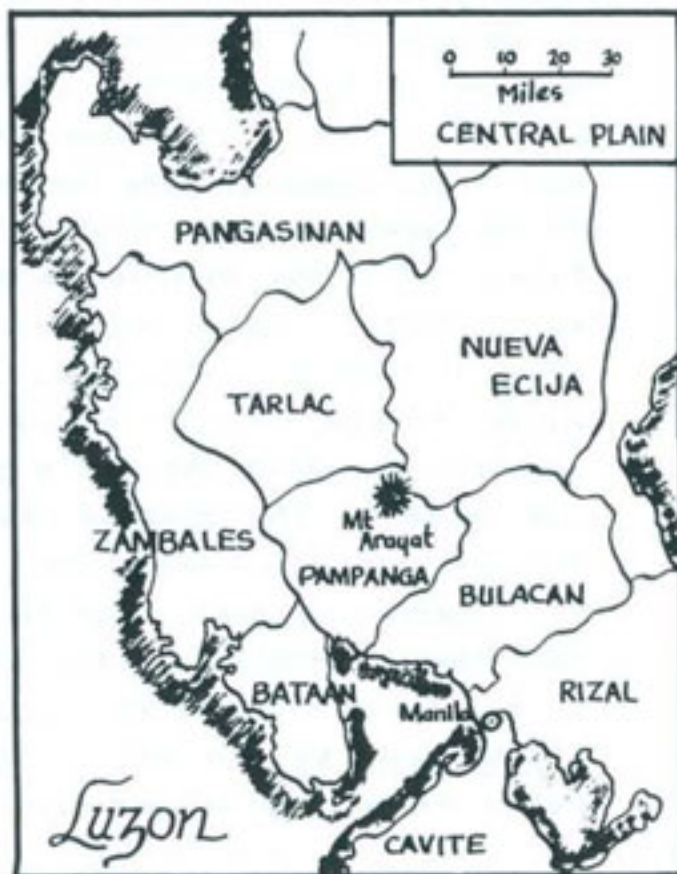 0 10 20 30
Miles
CENTRAL PLAIN
PANGASINAN
NUEVA
ECIJA
TARLAC
Mt
Arayat
ZAMBALES
PAMPANGA
BULACAN
BATAAN
Manila
RIZAL
Luzon
CAVITE